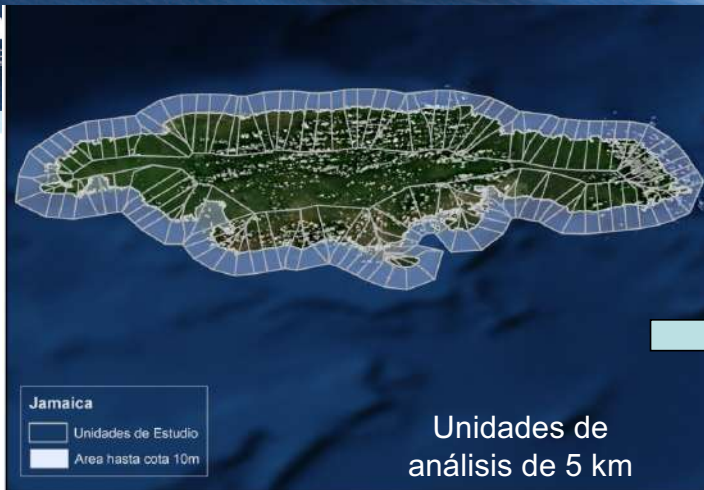 Jamaica
Unidades de Estudio
Area hasta cota 10m
Unidades de
análisis de 5 km